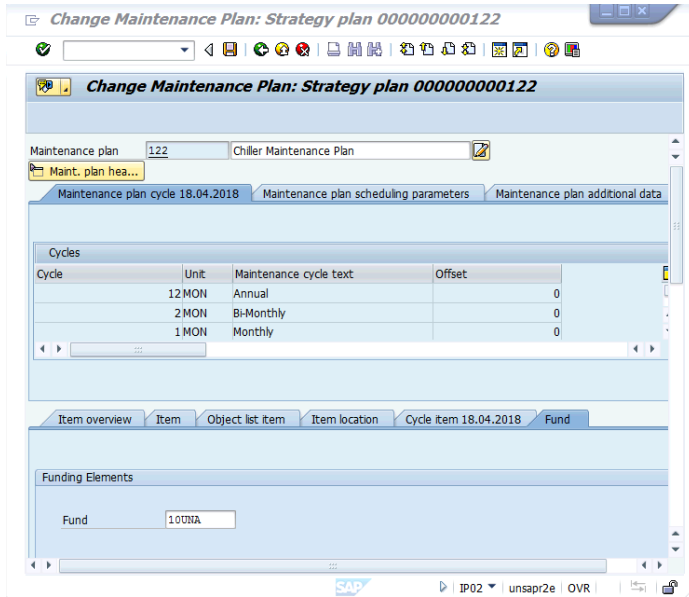 Change Maintenance Plan: Strategy plan 000000000122
Change Maintenance Plan: Strategy plan 000000000122
Maintenance plan 122 Chiller Maintenance Plan
Maint. plan hea...
Maintenance plan cycle 18.04.2018 Maintenance plan scheduling parameters Maintenance plan additional data
Cycles
Cycle Unit Maintenance cycle text Offset
12 MON Annual 0
2 MON Bi-Monthly 0
1 MON Monthly 0
Item overview Item Object list item Item location Cycle item 18.04.2018 Fund
Funding Elements
Fund 10UNA
SAP IP02 unsapr2e OVR